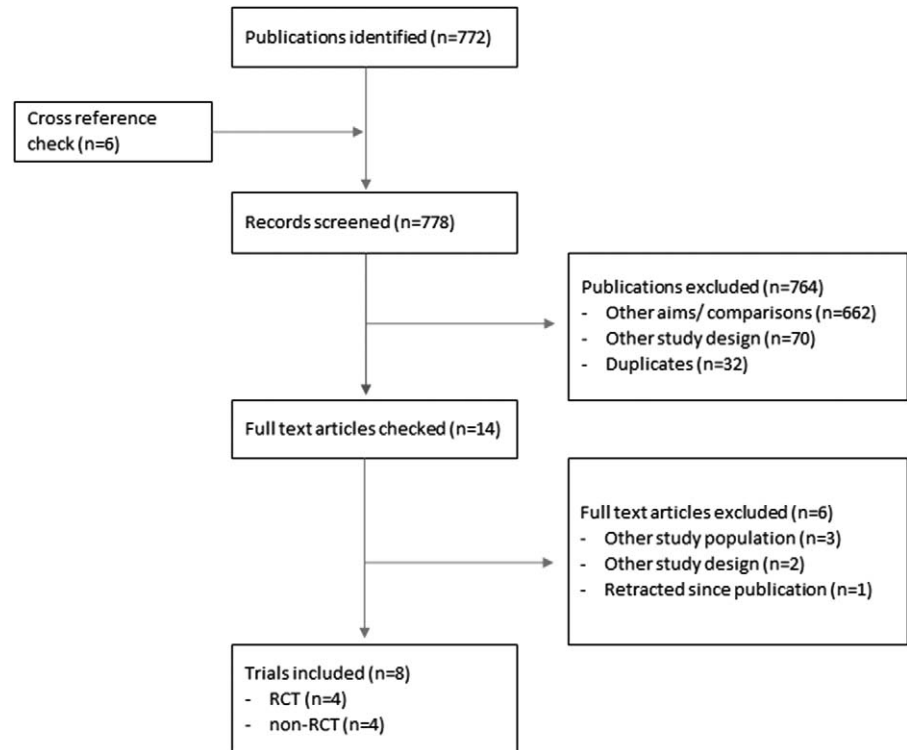 Publications identified (n=772)
Cross reference
check (n=6)
Records screened (n=778)
Publications excluded (n=764)
- Other aims/ comparisons (n=662)
- Other study design (n=70)
- Duplicates (n=32)
Full text articles checked (n=14)
Full text articles excluded (n=6)
- Other study population (n=3)
- Other study design (n=2)
- Retracted since publication (n=1)
Trials included (n=8)
- RCT (n=4)
- non-RCT (n=4)